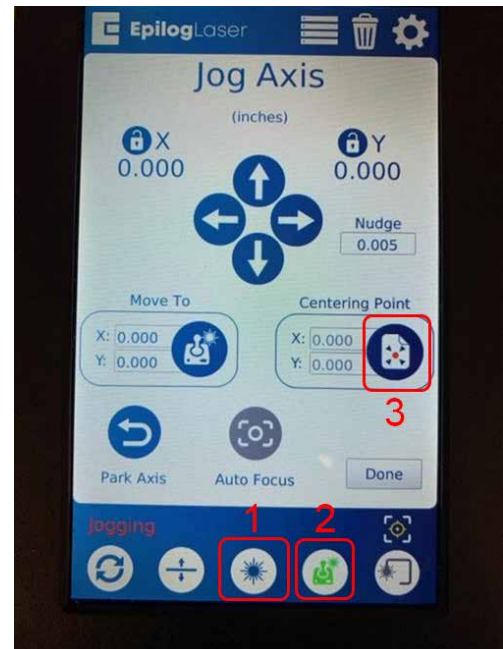 EpilogLaser
Jog Axis
(inches)
X Y
0.000 0.000
Nudge
0.005
Move To Centering Point
X: 0.000 X: 0.000
Y: 0.000 Y: 0.000
3
Park Axis Auto Focus Done
Jogging 1 2